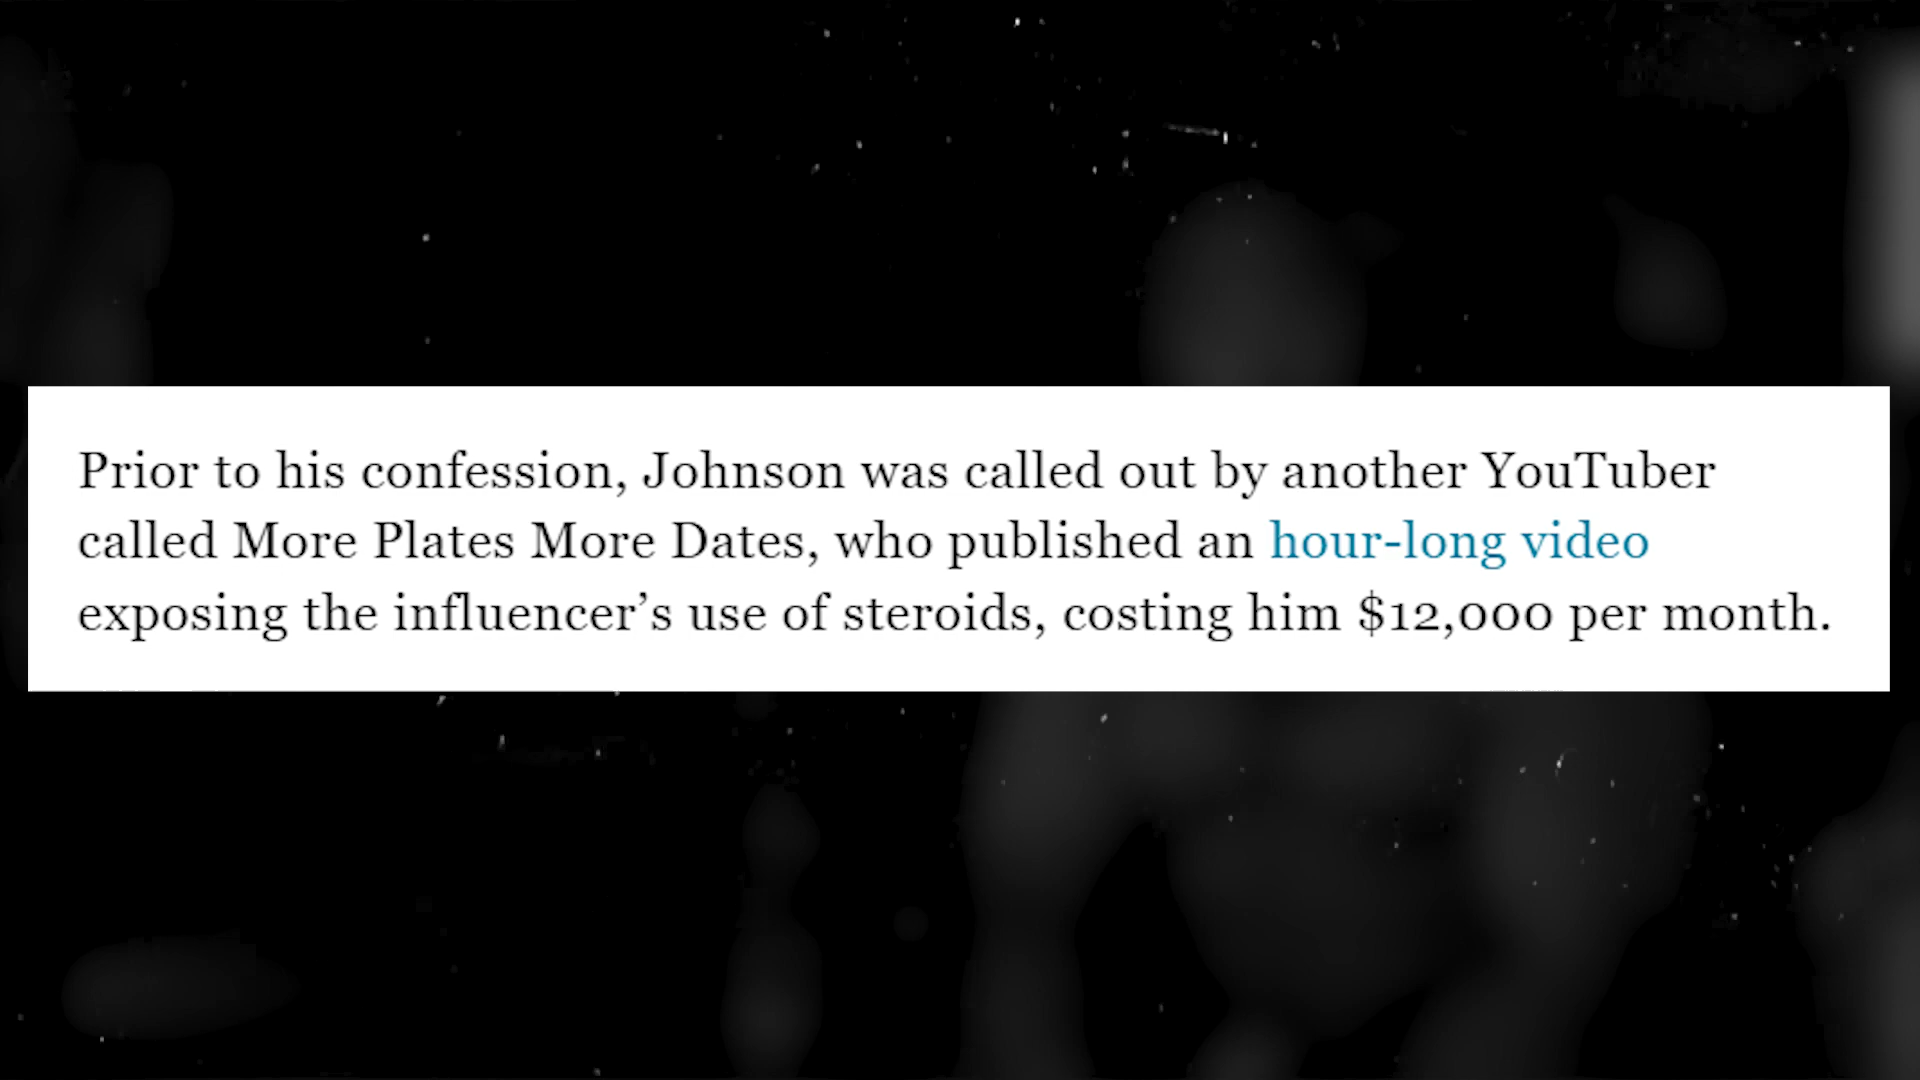 Prior to his confession, Johnson was called out by another YouTuber
called More Plates More Dates, who published an hour-long video
exposing the influencer’s use of steroids, costing him $12,000 per month.